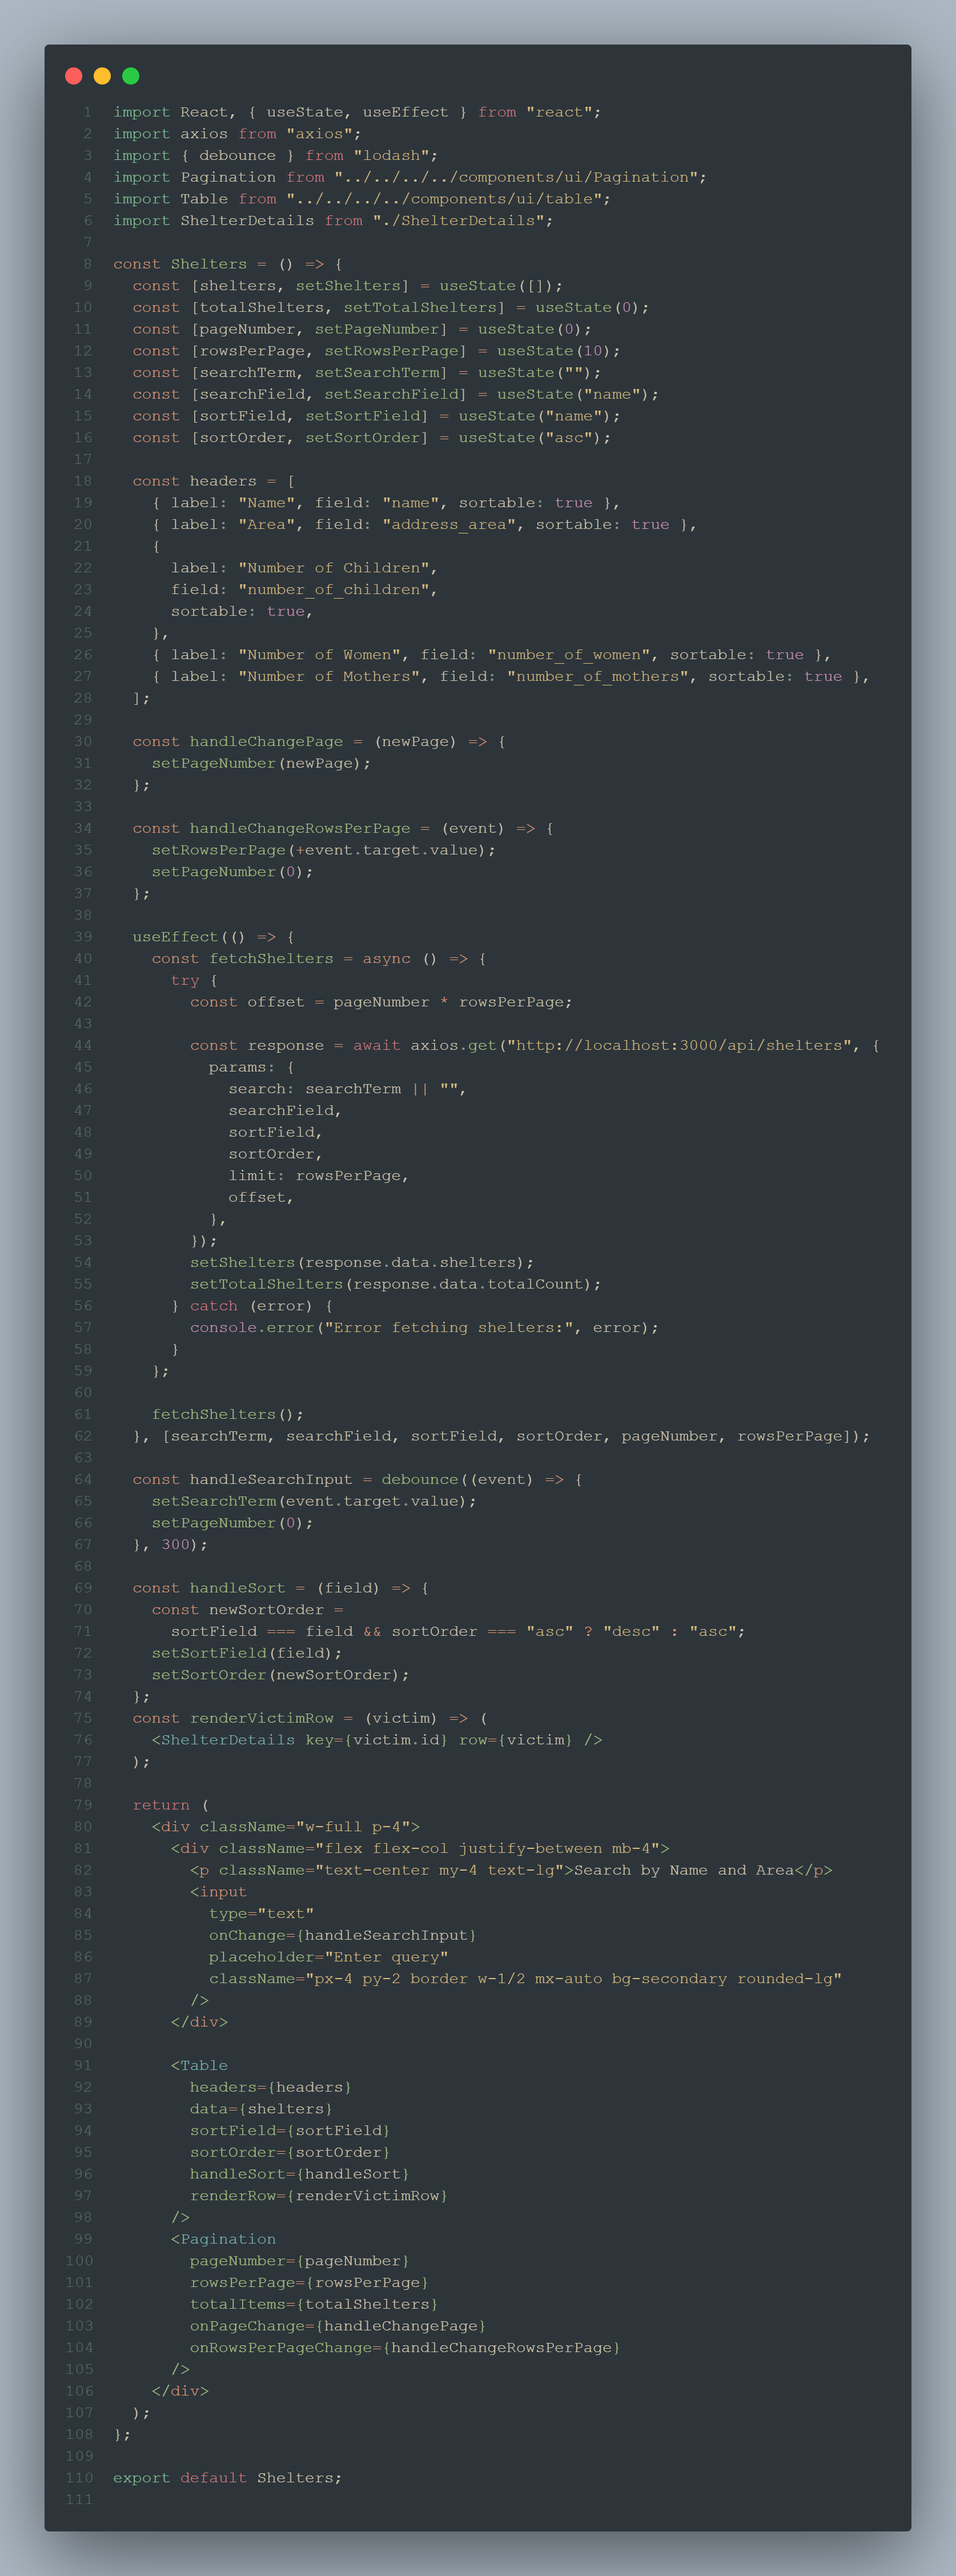 1 import React, { useState, useEffect } from "react";
2 import axios from "axios";
3 import { debounce } from "lodash";
4 import Pagination from "../../../../components/ui/Pagination";
5 import Table from "../../../../components/ui/table";
6 import ShelterDetails from "./ShelterDetails";
7
8 const Shelters = () => {
9   const [shelters, setShelters] = useState([]);
10   const [totalShelters, setTotalShelters] = useState(0);
11   const [pageNumber, setPageNumber] = useState(0);
12   const [rowsPerPage, setRowsPerPage] = useState(10);
13   const [searchTerm, setSearchTerm] = useState("");
14   const [searchField, setSearchField] = useState("name");
15   const [sortField, setSortField] = useState("name");
16   const [sortOrder, setSortOrder] = useState("asc");
17
18   const headers = [
19     { label: "Name", field: "name", sortable: true },
20     { label: "Area", field: "address_area", sortable: true },
21     {
22       label: "Number of Children",
23       field: "number_of_children",
24       sortable: true,
25     },
26     { label: "Number of Women", field: "number_of_women", sortable: true },
27     { label: "Number of Mothers", field: "number_of_mothers", sortable: true },
28   ];
29
30   const handleChangePage = (newPage) => {
31     setPageNumber(newPage);
32   };
33
34   const handleChangeRowsPerPage = (event) => {
35     setRowsPerPage(+event.target.value);
36     setPageNumber(0);
37   };
38
39   useEffect(() => {
40     const fetchShelters = async () => {
41       try {
42         const offset = pageNumber * rowsPerPage;
43
44         const response = await axios.get("http://localhost:3000/api/shelters", {
45           params: {
46             search: searchTerm || "",
47             searchField,
48             sortField,
49             sortOrder,
50             limit: rowsPerPage,
51             offset,
52           },
53         });
54         setShelters(response.data.shelters);
55         setTotalShelters(response.data.totalCount);
56       } catch (error) {
57         console.error("Error fetching shelters:", error);
58       }
59     };
60
61     fetchShelters();
62   }, [searchTerm, searchField, sortField, sortOrder, pageNumber, rowsPerPage]);
63
64   const handleSearchInput = debounce((event) => {
65     setSearchTerm(event.target.value);
66     setPageNumber(0);
67   }, 300);
68
69   const handleSort = (field) => {
70     const newSortOrder =
71       sortField === field && sortOrder === "asc" ? "desc" : "asc";
72     setSortField(field);
73     setSortOrder(newSortOrder);
74   };
75   const renderVictimRow = (victim) => (
76     <ShelterDetails key={victim.id} row={victim} />
77   );
78
79   return (
80     <div className="w-full p-4">
81       <div className="flex flex-col justify-between mb-4">
82         <p className="text-center my-4 text-lg">Search by Name and Area</p>
83         <input
84           type="text"
85           onChange={handleSearchInput}
86           placeholder="Enter query"
87           className="px-4 py-2 border w-1/2 mx-auto bg-secondary rounded-lg"
88         />
89       </div>
90
91       <Table
92         headers={headers}
93         data={shelters}
94         sortField={sortField}
95         sortOrder={sortOrder}
96         handleSort={handleSort}
97         renderRow={renderVictimRow}
98       />
99       <Pagination
100         pageNumber={pageNumber}
101         rowsPerPage={rowsPerPage}
102         totalItems={totalShelters}
103         onPageChange={handleChangePage}
104         onRowsPerPageChange={handleChangeRowsPerPage}
105       />
106     </div>
107   );
108 };
109
110 export default Shelters;
111